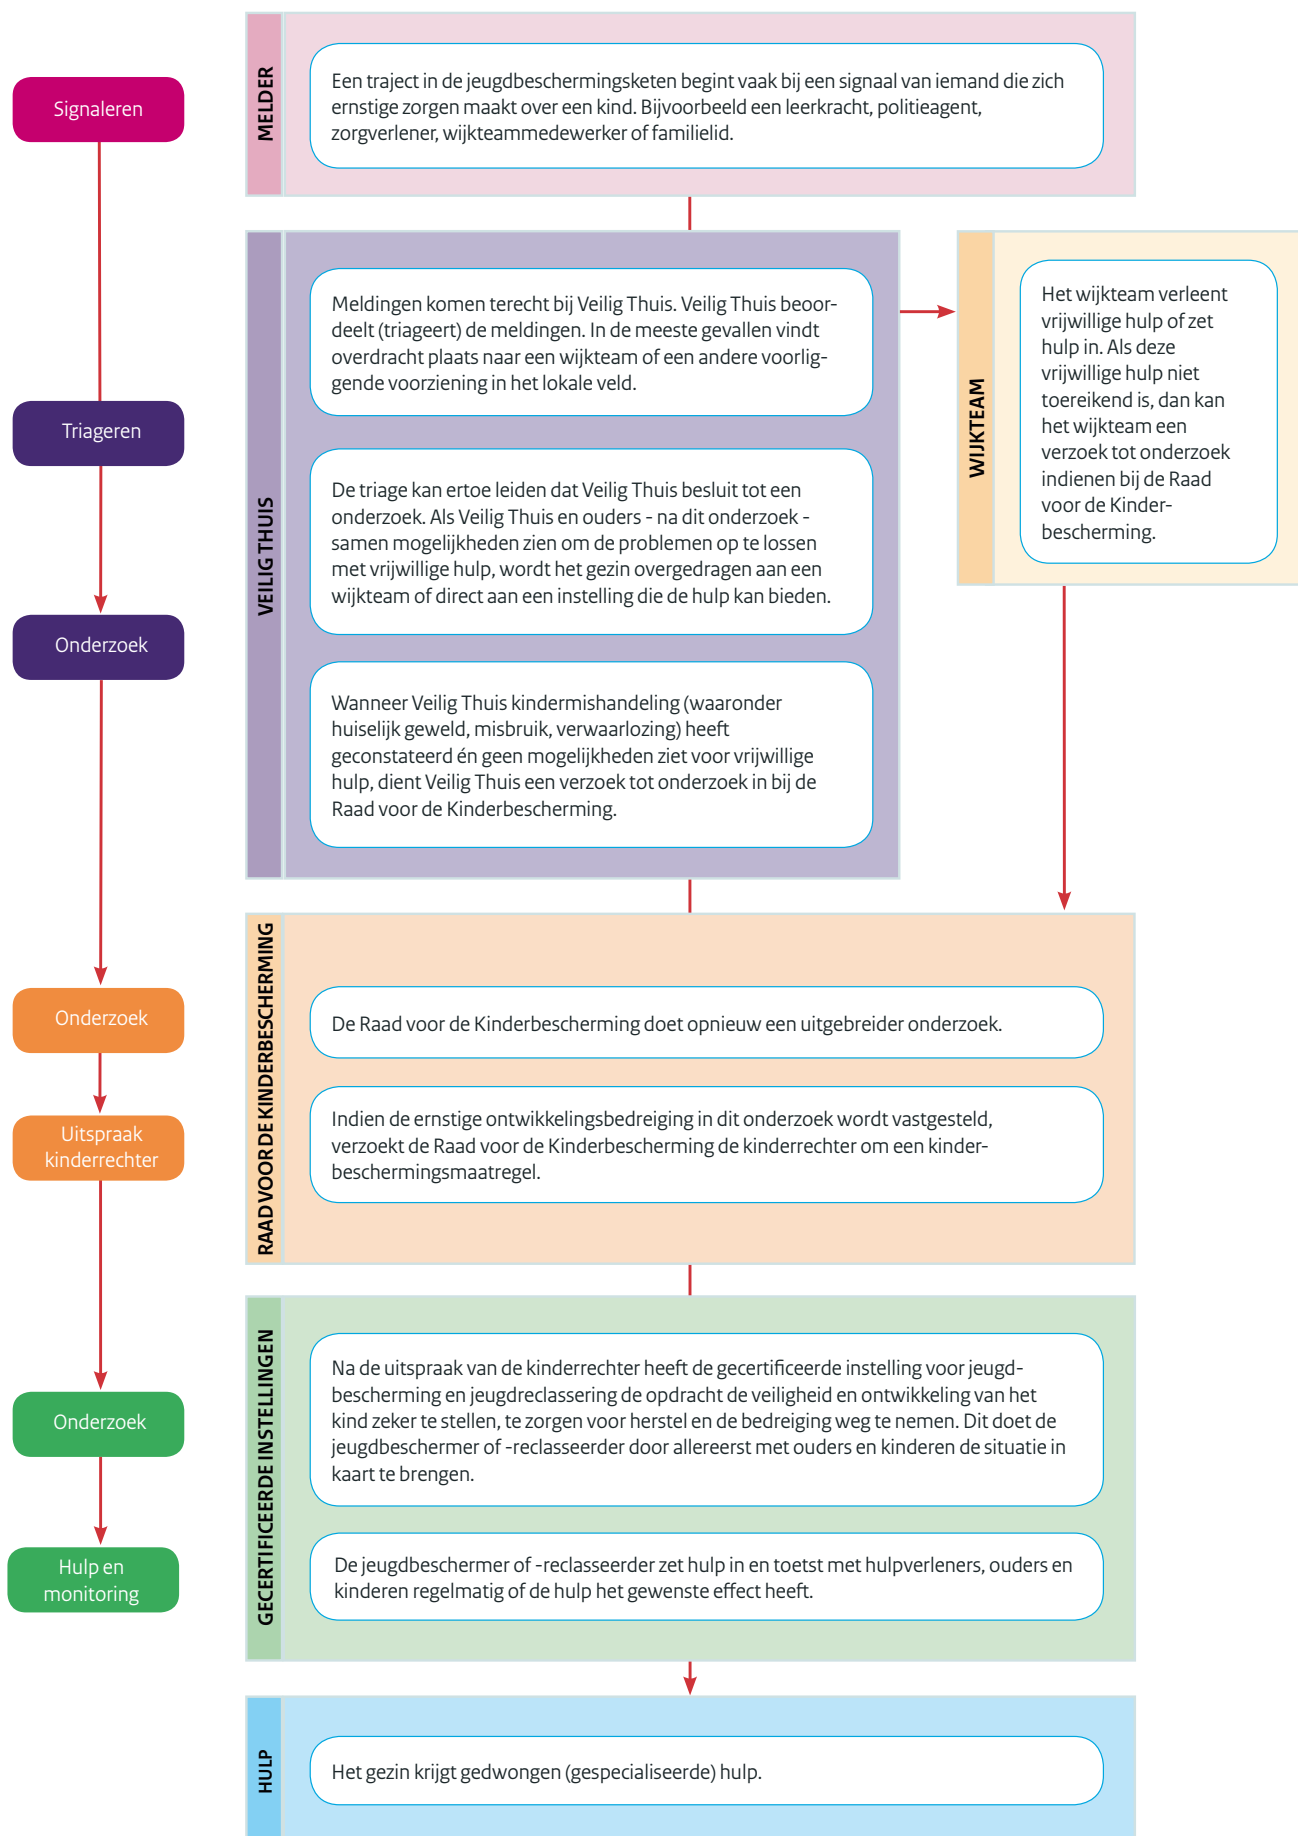 Signaleren
Triageren
Onderzoek
Onderzoek
Uitspraak
kinderrechter
Onderzoek
Hulp en
monitoring
MELDER
Een traject in de jeugdbeschermingsketen begint vaak bij een signaal van iemand die zich
ernstige zorgen maakt over een kind. Bijvoorbeeld een leerkracht, politieagent,
zorgverlener, wijkteammedewerker of familielid.
VEILIG THUIS
Meldingen komen terecht bij Veilig Thuis. Veilig Thuis beoor-
deelt (triageert) de meldingen. In de meeste gevallen vindt
overdracht plaats naar een wijkteam of een andere voorlig-
gende voorziening in het lokale veld.
De triage kan ertoe leiden dat Veilig Thuis besluit tot een
onderzoek. Als Veilig Thuis en ouders - na dit onderzoek -
samen mogelijkheden zien om de problemen op te lossen
met vrijwillige hulp, wordt het gezin overgedragen aan een
wijkteam of direct aan een instelling die de hulp kan bieden.
Wanneer Veilig Thuis kindermishandeling (waaronder
huiselijk geweld, misbruik, verwaarlozing) heeft
geconstateerd én geen mogelijkheden ziet voor vrijwillige
hulp, dient Veilig Thuis een verzoek tot onderzoek in bij de
Raad voor de Kinderbescherming.
WIJKTEAM
Het wijkteam verleent
vrijwillige hulp of zet
hulp in. Als deze
vrijwillige hulp niet
toereikend is, dan kan
het wijkteam een
verzoek tot onderzoek
indienen bij de Raad
voor de Kinder-
bescherming.
RAAD VOOR DE KINDERBESCHERMING
De Raad voor de Kinderbescherming doet opnieuw een uitgebreider onderzoek.
Indien de ernstige ontwikkelingsbedreiging in dit onderzoek wordt vastgesteld,
verzoekt de Raad voor de Kinderbescherming de kinderrechter om een kinder-
beschermingsmaatregel.
GECERTIFICEERDE INSTELLINGEN
Na de uitspraak van de kinderrechter heeft de gecertificeerde instelling voor jeugd-
bescherming en jeugdreclassering de opdracht de veiligheid en ontwikkeling van het
kind zeker te stellen, te zorgen voor herstel en de bedreiging weg te nemen. Dit doet de
jeugdbeschermer of -reclasseerder door allereerst met ouders en kinderen de situatie in
kaart te brengen.
De jeugdbeschermer of -reclasseerder zet hulp in en toetst met hulpverleners, ouders en
kinderen regelmatig of de hulp het gewenste effect heeft.
HULP
Het gezin krijgt gedwongen (gespecialiseerde) hulp.